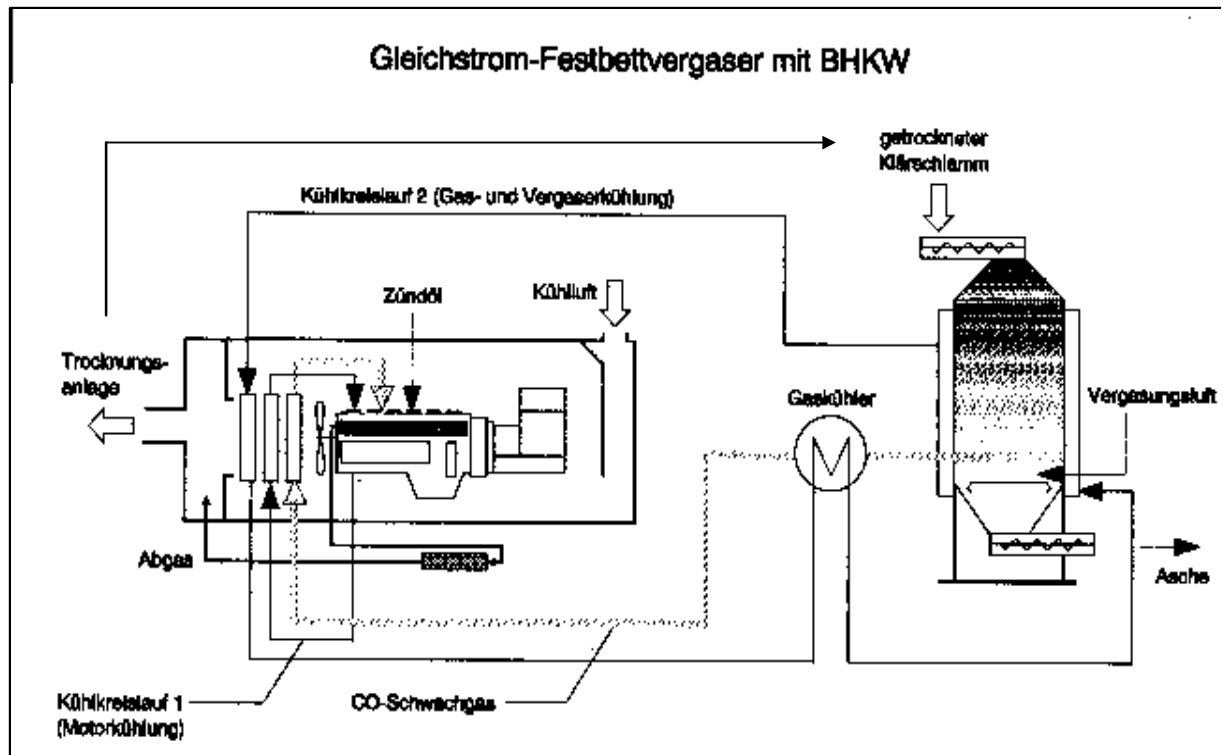 Gleichstrom-Festbettvergaser mit BHKW
getrockneter
Klärschlamm
Kühlkreislauf 2 (Gas- und Vergaserkühlung)
Zündöl
Kühlluft
Trocknungs-
anlage
Gaskühler
Vergasungsluft
Abgas
Asche
Kühlkreislauf 1
(Motorkühlung)
CO-Schwachgas